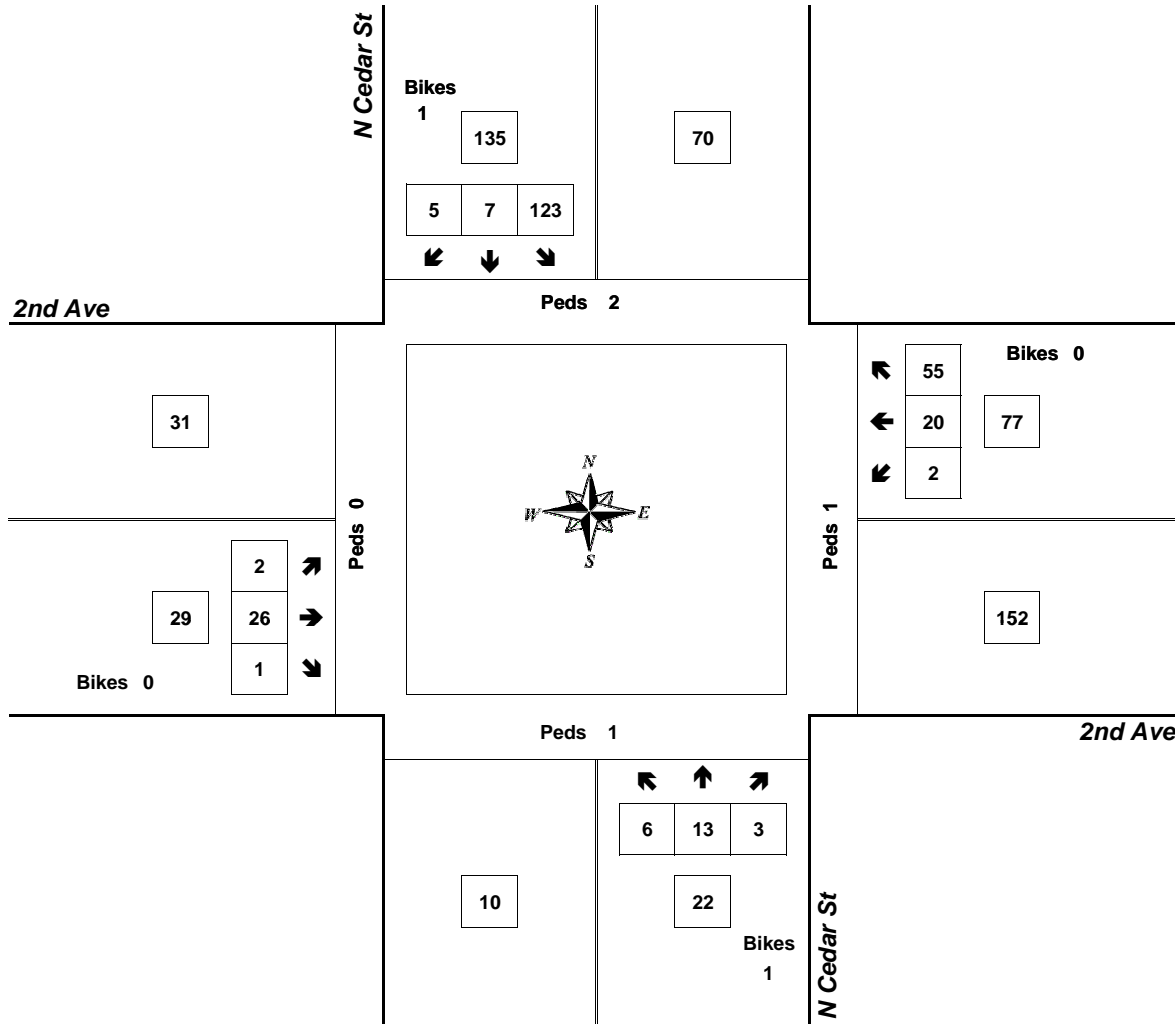 N Cedar St
Bikes
1
135
70
5 7 123
Peds 2
2nd Ave
Bikes 0
55
31
20 77
2
N
W E
S
Peds 0
Peds 1
2
29 26
152
1
Bikes 0
Peds 1
2nd Ave
6 13 3
10
22
Bikes
1
N Cedar St